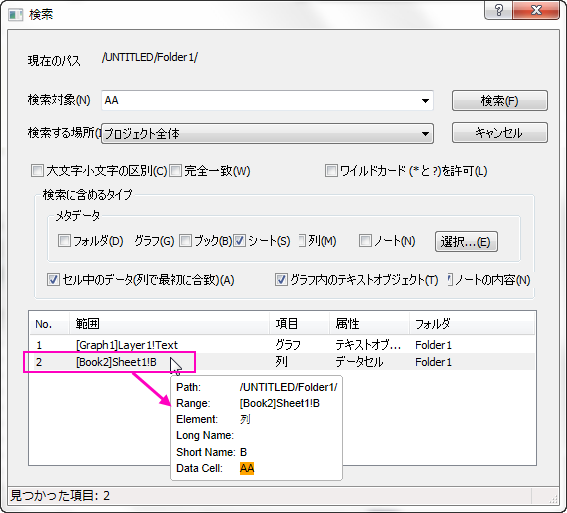 検索
現在のパス /UNTITLED/Folder1/
検索対象(N) AA 検索(F)
検索する場所( プロジェクト全体 キャンセル
大文字小文字の区別(C) 完全一致(W) ワイルドカード (*と?)を許可(L)
検索に含めるタイプ
メタデータ
フォルダ(D) グラフ(G) ブック(B) シート(S) 列(M) ノート(N) 選択...(E)
セル中のデータ(列で最初に合致)(A) グラフ内のテキストオブジェクト(T) ノートの内容(N)
No. 範囲 項目 属性 フォルダ
1 [Graph1]Layer1!Text グラフ テキストオブ... Folder1
2 [Book2]Sheet1!B 列 データセル Folder1
Path: /UNTITLED/Folder1/
Range: [Book2]Sheet1!B
Element: 列
Long Name:
Short Name: B
Data Cell: AA
見つかった項目: 2